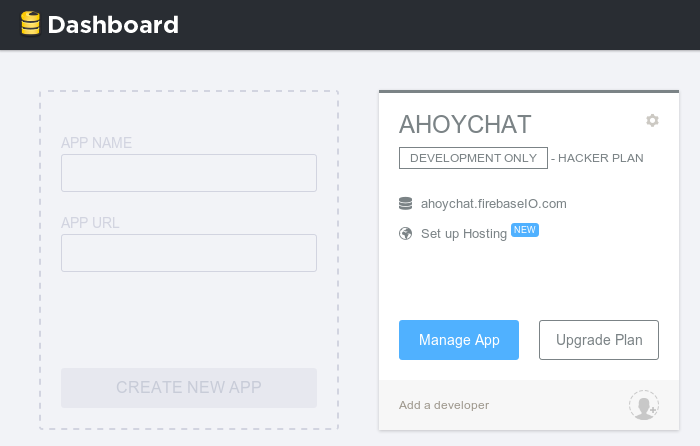 Dashboard
APP NAME
APP URL
CREATE NEW APP
AHOYCHAT
DEVELOPMENT ONLY - HACKER PLAN
ahoychat.firebaseIO.com
Set up Hosting NEW
Manage App Upgrade Plan
Add a developer